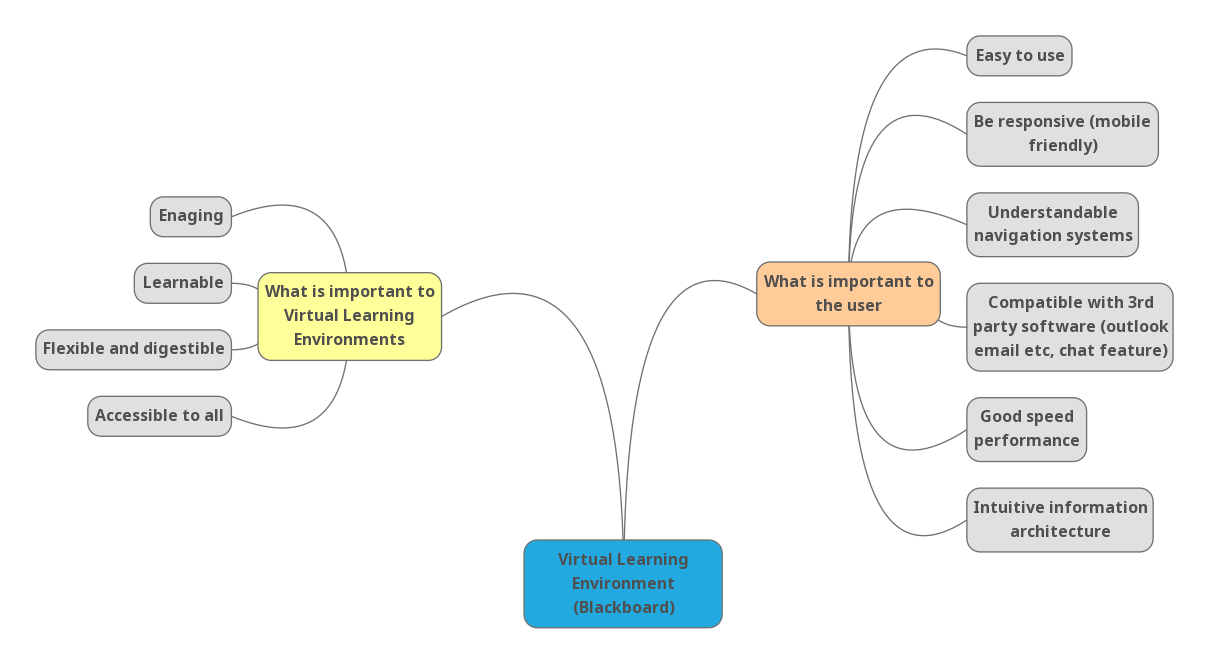 Easy to use
Be responsive (mobile
friendly)
Understandable
navigation systems
Compatible with 3rd
party software (outlook
email etc, chat feature)
Good speed
performance
Intuitive information
architecture
What is important to
the user
Enaging
Learnable
Flexible and digestible
Accessible to all
What is important to
Virtual Learning
Environments
Virtual Learning
Environment
(Blackboard)